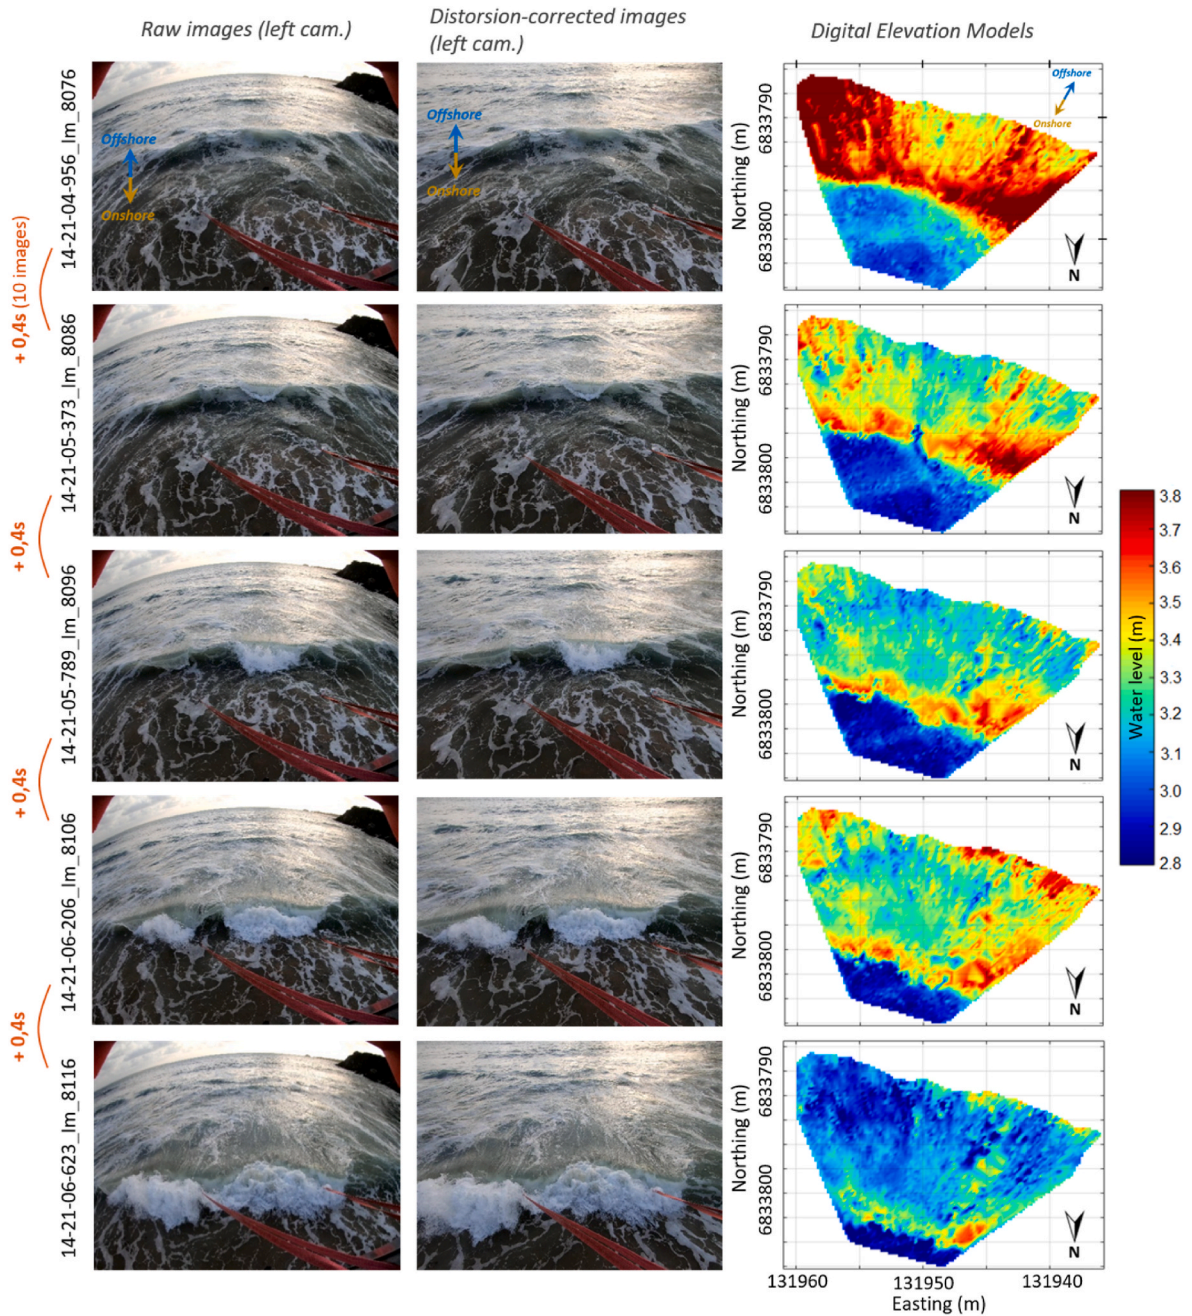 Raw images (left cam.)
Distorsion-corrected images
(left cam.)
Digital Elevation Models
14-21-04-956_Im_8076
Offshore
Onshore
Offshore
Onshore
Northing (m)
6833790
6833800
Offshore
Onshore
N
+ 0,4s (10 images)
14-21-05-373_Im_8086
Northing (m)
6833790
6833800
N
+ 0,4s
14-21-05-789_Im_8096
Northing (m)
6833790
6833800
N
Water level (m)
3.8
3.7
3.6
3.5
3.4
3.3
3.2
3.1
3.0
2.9
2.8
+ 0,4s
14-21-06-206_Im_8106
Northing (m)
6833790
6833800
N
+ 0,4s
14-21-06-623_Im_8116
Northing (m)
6833790
6833800
N
131960
131950
131940
Easting (m)